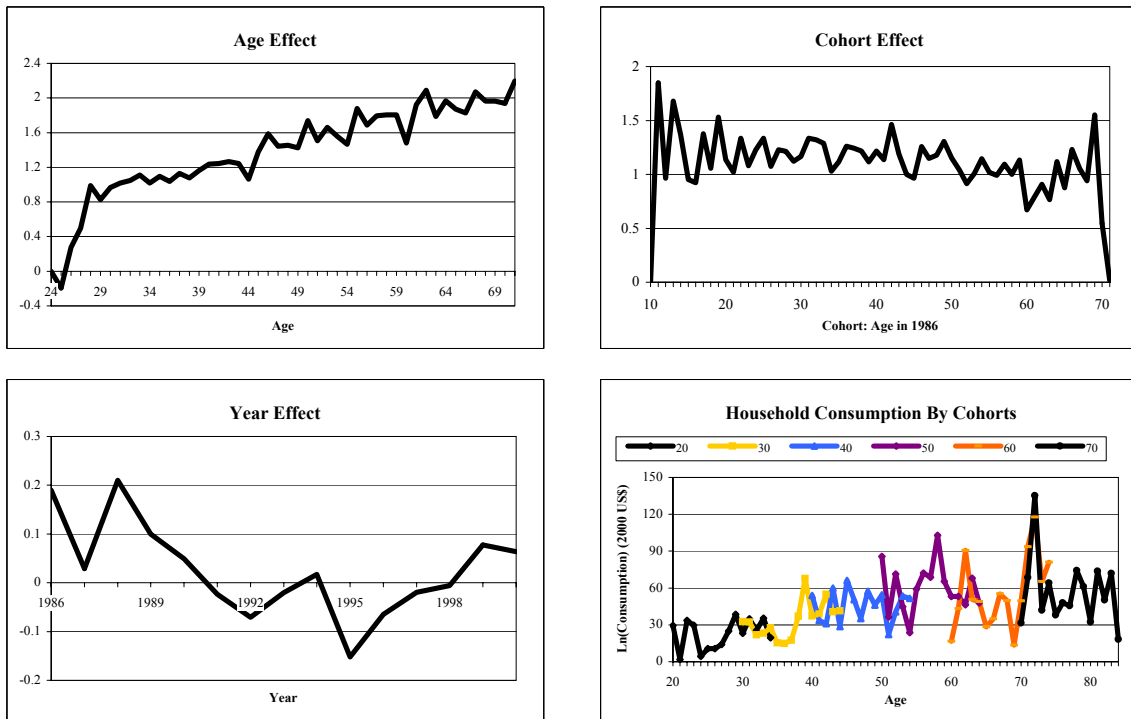 Age Effect
2.4
2
1.6
1.2
0.8
0.4
0
-0.4
24 29 34 39 44 49 54 59 64 69
Age
Cohort Effect
2
1.5
1
0.5
0
10 20 30 40 50 60 70
Cohort: Age in 1986
Year Effect
0.3
0.2
0.1
0
-0.1
-0.2
1986 1989 1992 1995 1998
Year
Household Consumption By Cohorts
20 30 40 50 60 70
Ln(Consumption) (2000 US$)
150
120
90
60
30
0
20 30 40 50 60 70 80
Age